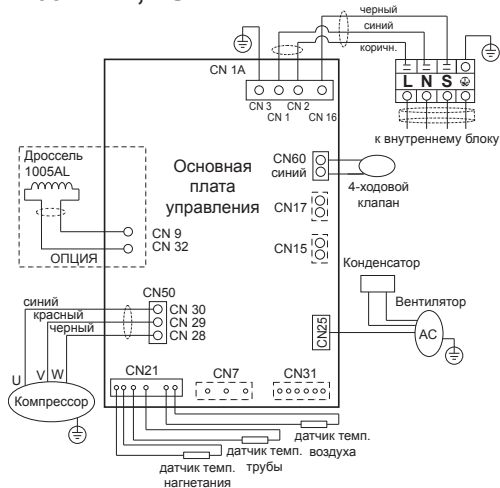 черный
синий
коричн.
CN 1A
CN 3
CN 2
CN 1
CN 16
L N S
к внутреннему блоку
Дроссель
1005AL
Основная
плата
управления
CN60
синий
4-ходовой
клапан
CN17
CN 9
CN 32
ОПЦИЯ
CN15
Конденсатор
Вентилятор
CN25
AC
CN50
синий
красный
черный
CN 30
CN 29
CN 28
U V W
Компрессор
CN21
CN7
CN31
датчик темп.
воздуха
датчик темп.
трубы
датчик темп.
нагнетания